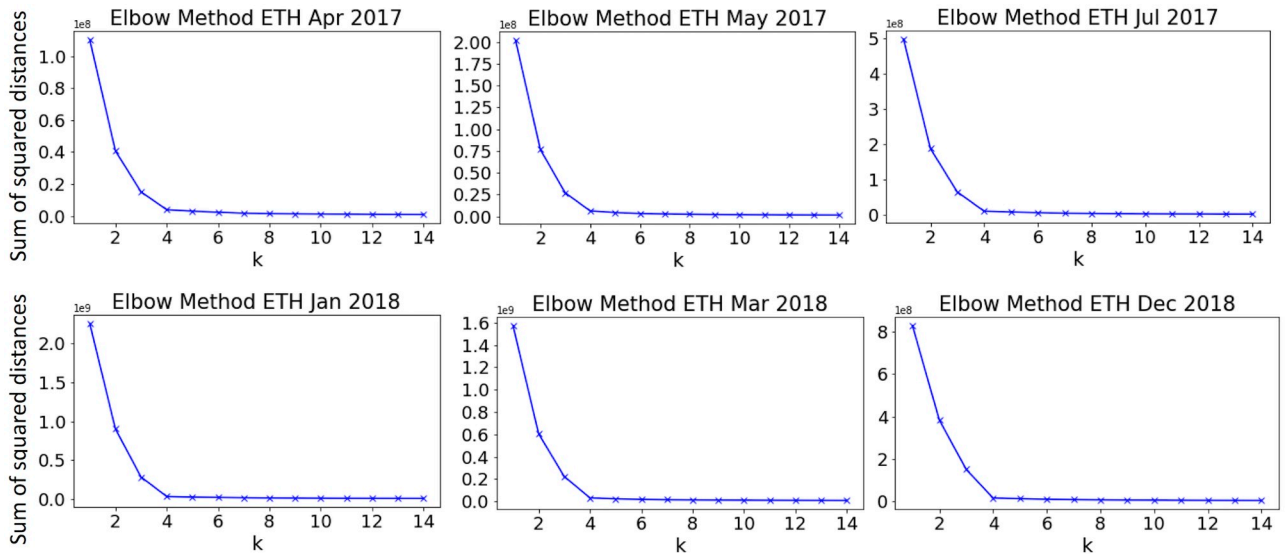 Elbow Method ETH Apr 2017
1e8
Sum of squared distances
1.0
0.8
0.6
0.4
0.2
0.0
2 4 6 8 10 12 14
k
Elbow Method ETH May 2017
1e8
2.00
1.75
1.50
1.25
1.00
0.75
0.50
0.25
0.00
2 4 6 8 10 12 14
k
Elbow Method ETH Jul 2017
1e8
5
4
3
2
1
0
2 4 6 8 10 12 14
k
Elbow Method ETH Jan 2018
1e9
Sum of squared distances
2.0
1.5
1.0
0.5
0.0
2 4 6 8 10 12 14
k
Elbow Method ETH Mar 2018
1e9
1.6
1.4
1.2
1.0
0.8
0.6
0.4
0.2
0.0
2 4 6 8 10 12 14
k
Elbow Method ETH Dec 2018
1e8
8
6
4
2
0
2 4 6 8 10 12 14
k